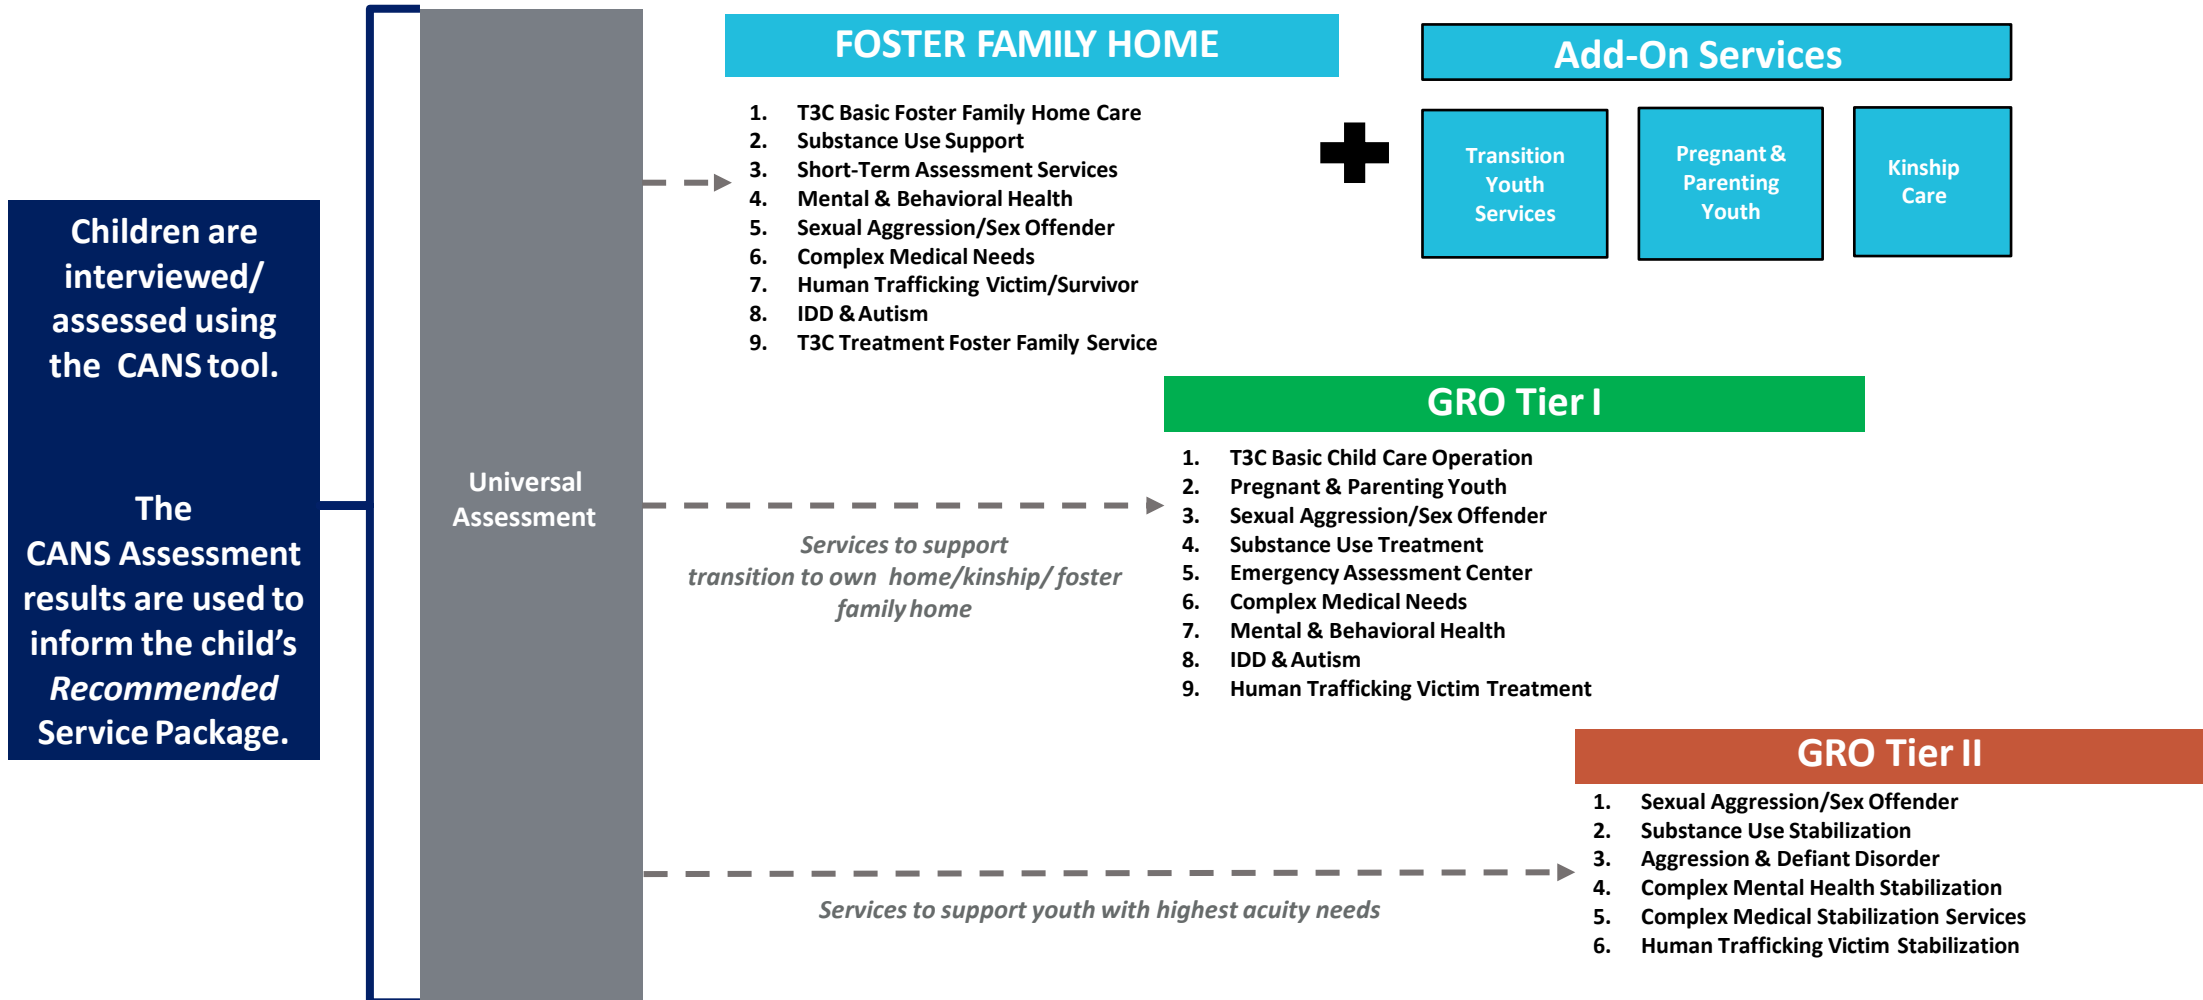 Children are
interviewed/
assessed using
the CANS tool.
The
CANS Assessment
results are used to
inform the child's
Recommended
Service Package.
Universal
Assessment
FOSTER FAMILY HOME
1. T3C Basic Foster Family Home Care
2. Substance Use Support
3. Short-Term Assessment Services
4. Mental & Behavioral Health
5. Sexual Aggression/Sex Offender
6. Complex Medical Needs
7. Human Trafficking Victim/Survivor
8. IDD & Autism
9. T3C Treatment Foster Family Service
Add-On Services
Transition
Youth
Services
Pregnant &
Parenting
Youth
Kinship
Care
Services to support
transition to own home/kinship/ foster
family home
GRO Tier I
1. T3C Basic Child Care Operation
2. Pregnant & Parenting Youth
3. Sexual Aggression/Sex Offender
4. Substance Use Treatment
5. Emergency Assessment Center
6. Complex Medical Needs
7. Mental & Behavioral Health
8. IDD & Autism
9. Human Trafficking Victim Treatment
Services to support youth with highest acuity needs
GRO Tier II
1. Sexual Aggression/Sex Offender
2. Substance Use Stabilization
3. Aggression & Defiant Disorder
4. Complex Mental Health Stabilization
5. Complex Medical Stabilization Services
6. Human Trafficking Victim Stabilization